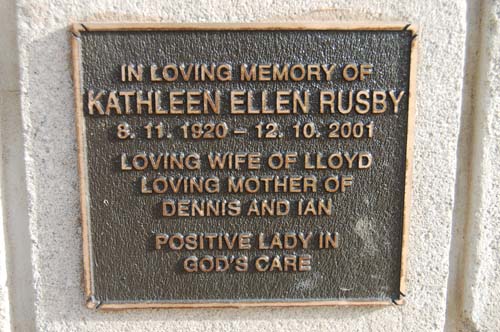 IN LOVING MEMORY OF
KATHLEEN ELLEN RUSBY
8. 11. 1920 – 12. 10. 2001
LOVING WIFE OF LLOYD
LOVING MOTHER OF
DENNIS AND IAN
POSITIVE LADY IN
GOD'S CARE